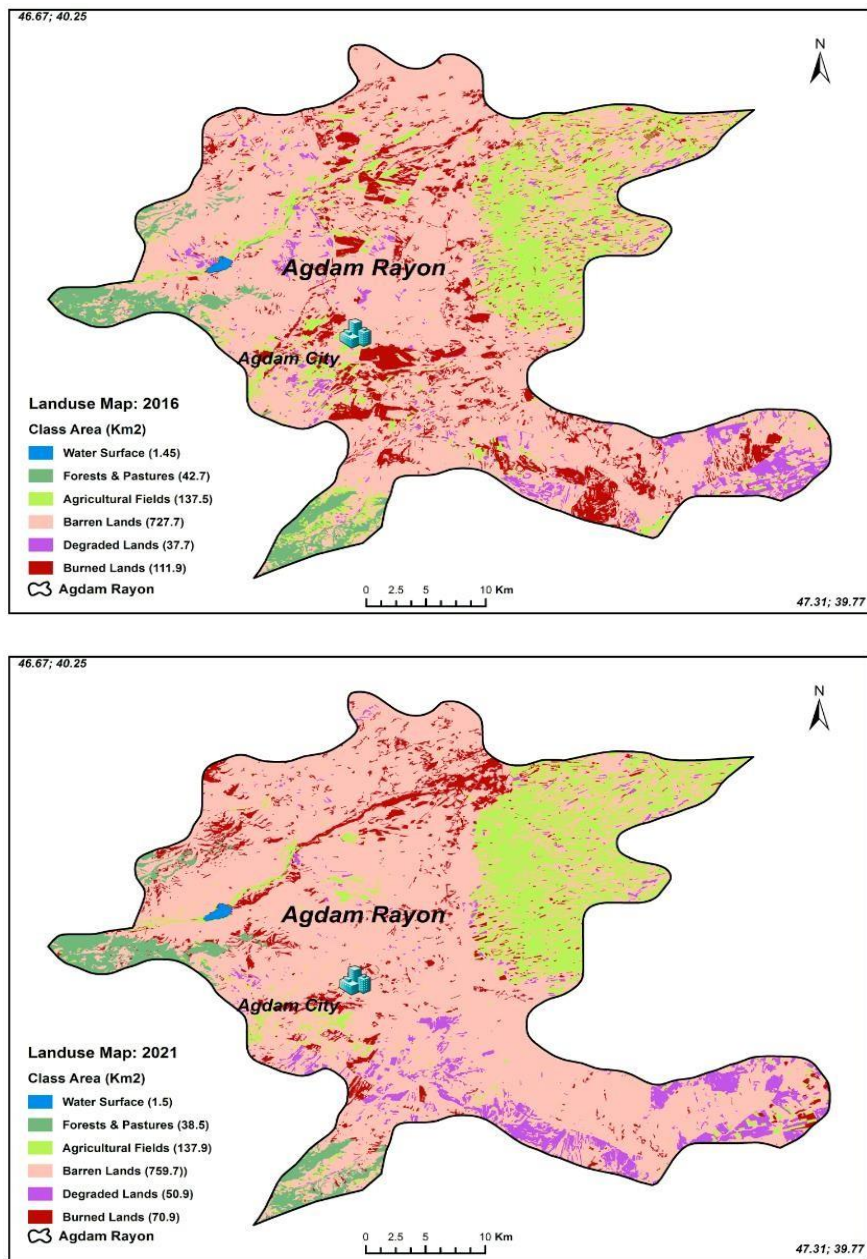 46.67; 40.25
N
Agdam Rayon
Agdam City
Landuse Map: 2016
Class Area (Km2)
Water Surface (1.45)
Forests & Pastures (42.7)
Agricultural Fields (137.5)
Barren Lands (727.7)
Degraded Lands (37.7)
Burned Lands (111.9)
Agdam Rayon
0 2.5 5 10 Km
47.31; 39.77
46.67; 40.25
N
Agdam Rayon
Agdam City
Landuse Map: 2021
Class Area (Km2)
Water Surface (1.5)
Forests & Pastures (38.5)
Agricultural Fields (137.9)
Barren Lands (759.7))
Degraded Lands (50.9)
Burned Lands (70.9)
Agdam Rayon
0 2.5 5 10 Km
47.31; 39.77